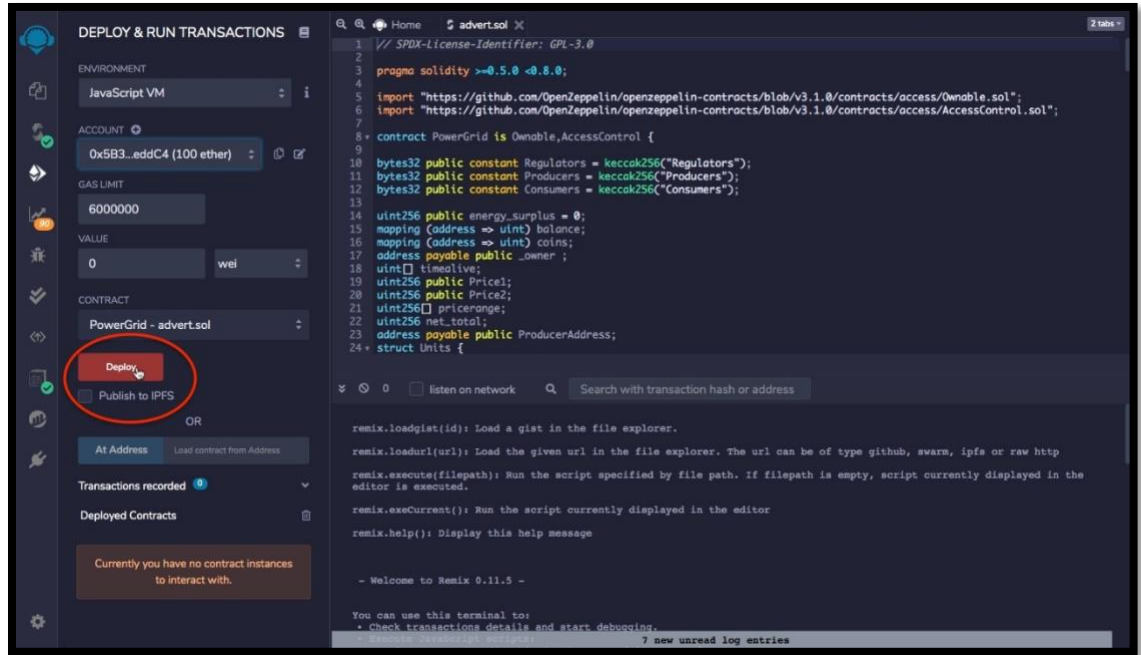 DEPLOY & RUN TRANSACTIONS
ENVIRONMENT
JavaScript VM
i
ACCOUNT
0x5B3...eddC4 (100 ether)
GAS LIMIT
6000000
90
VALUE
0 wei
CONTRACT
PowerGrid - advert.sol
Deploy
Publish to IPFS
OR
At Address Load contract from Address
Transactions recorded 0
Deployed Contracts
Currently you have no contract instances
to interact with.
Home advert.sol 2 tabs
1 // SPDX-License-Identifier: GPL-3.0
2
3 pragma solidity >=0.5.0 <0.8.0;
4
5 import "https://github.com/OpenZeppelin/openzeppelin-contracts/blob/v3.1.0/contracts/access/Ownable.sol";
6 import "https://github.com/OpenZeppelin/openzeppelin-contracts/blob/v3.1.0/contracts/access/AccessControl.sol";
7
8 contract PowerGrid is Ownable,AccessControl {
9
10 bytes32 public constant Regulators = keccak256("Regulators");
11 bytes32 public constant Producers = keccak256("Producers");
12 bytes32 public constant Consumers = keccak256("Consumers");
13
14 uint256 public energy_surplus = 0;
15 mapping (address => uint) balance;
16 mapping (address => uint) coins;
17 address payable public _owner ;
18 uint[] timealive;
19 uint256 public Price1;
20 uint256 public Price2;
21 uint256[] pricerange;
22 uint256 net_total;
23 address payable public ProducerAddress;
24 struct Units {
0 listen on network Search with transaction hash or address
remix.loadgist(id): Load a gist in the file explorer.
remix.loadurl(url): Load the given url in the file explorer. The url can be of type github, swarm, ipfs or raw http
remix.execute(filepath): Run the script specified by file path. If filepath is empty, script currently displayed in the
editor is executed.
remix.exeCurrent(): Run the script currently displayed in the editor
remix.help(): Display this help message
- Welcome to Remix 0.11.5 -
You can use this terminal to:
• Check transactions details and start debugging.
• Execute JavaScript scripts:
7 new unread log entries